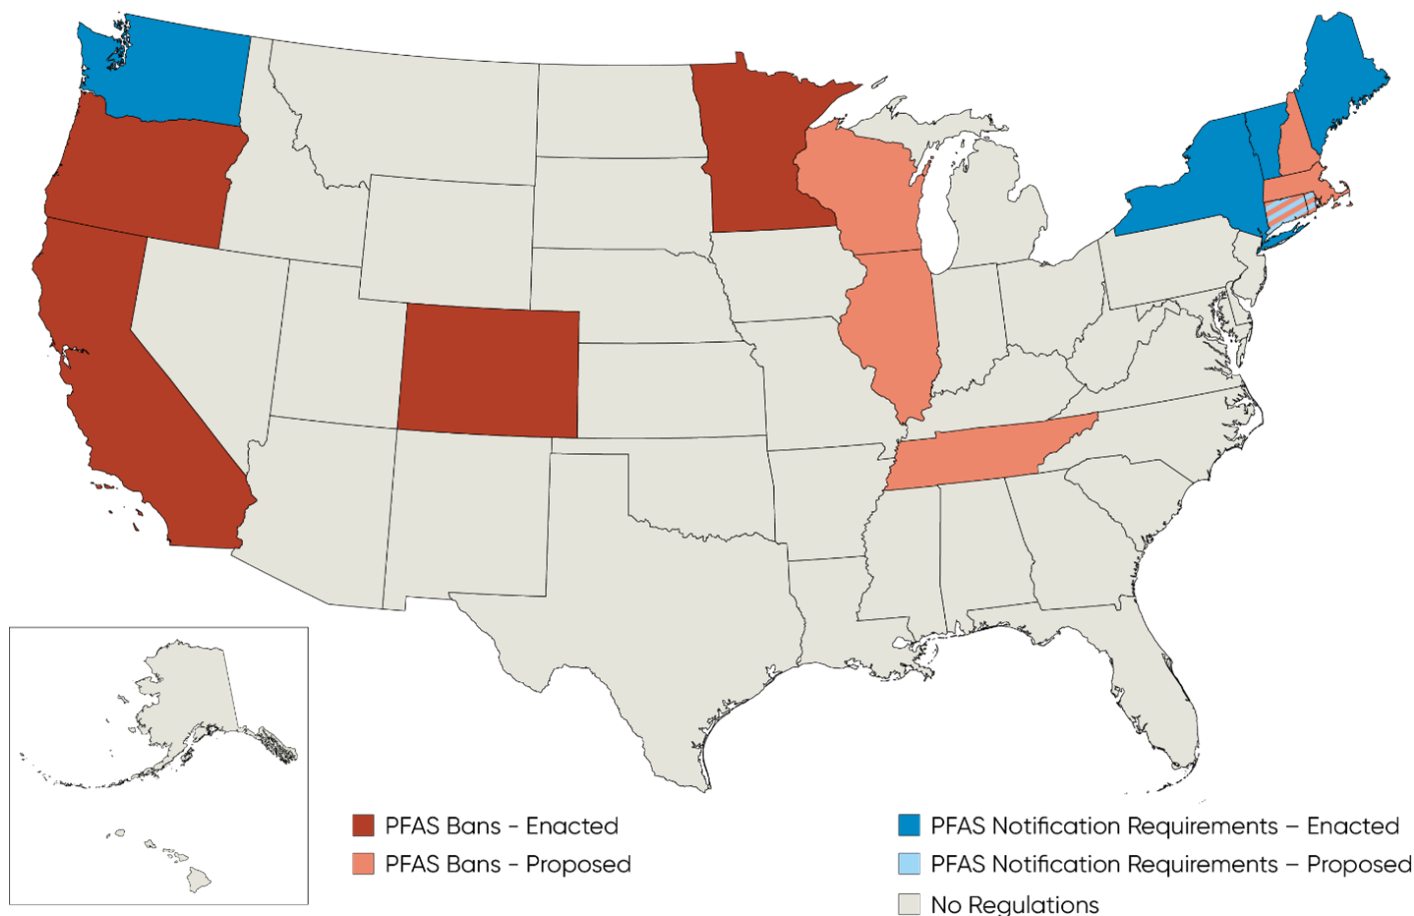 PFAS Bans - Enacted
PFAS Bans - Proposed
PFAS Notification Requirements – Enacted
PFAS Notification Requirements – Proposed
No Regulations